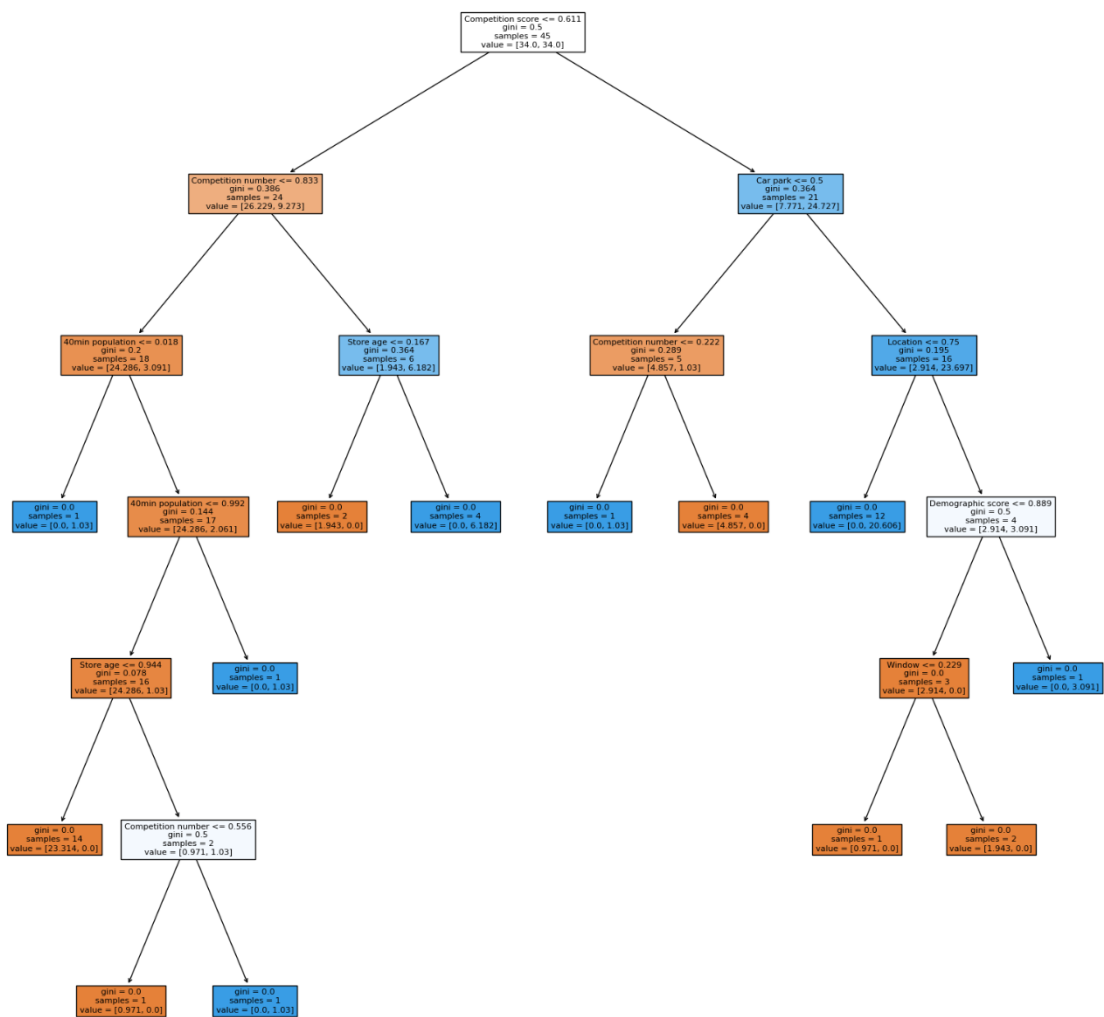 Competition score <= 0.611
gini = 0.5
samples = 45
value = [34.0, 34.0]
Competition number <= 0.833
gini = 0.386
samples = 24
value = [26.229, 9.273]
Car park <= 0.5
gini = 0.364
samples = 21
value = [7.771, 24.727]
40min population <= 0.018
gini = 0.2
samples = 18
value = [24.286, 3.091]
Store age <= 0.167
gini = 0.364
samples = 6
value = [1.943, 6.182]
Competition number <= 0.222
gini = 0.289
samples = 5
value = [4.857, 1.03]
Location <= 0.75
gini = 0.195
samples = 16
value = [2.914, 23.697]
gini = 0.0
samples = 1
value = [0.0, 1.03]
40min population <= 0.992
gini = 0.144
samples = 17
value = [24.286, 2.061]
gini = 0.0
samples = 2
value = [1.943, 0.0]
gini = 0.0
samples = 4
value = [0.0, 6.182]
gini = 0.0
samples = 1
value = [0.0, 1.03]
gini = 0.0
samples = 4
value = [4.857, 0.0]
gini = 0.0
samples = 12
value = [0.0, 20.606]
Demographic score <= 0.889
gini = 0.5
samples = 4
value = [2.914, 3.091]
Store age <= 0.944
gini = 0.078
samples = 16
value = [24.286, 1.03]
gini = 0.0
samples = 1
value = [0.0, 1.03]
Window <= 0.229
gini = 0.0
samples = 3
value = [2.914, 0.0]
gini = 0.0
samples = 1
value = [0.0, 3.091]
gini = 0.0
samples = 14
value = [23.314, 0.0]
Competition number <= 0.556
gini = 0.5
samples = 2
value = [0.971, 1.03]
gini = 0.0
samples = 1
value = [0.971, 0.0]
gini = 0.0
samples = 2
value = [1.943, 0.0]
gini = 0.0
samples = 1
value = [0.971, 0.0]
gini = 0.0
samples = 1
value = [0.0, 1.03]